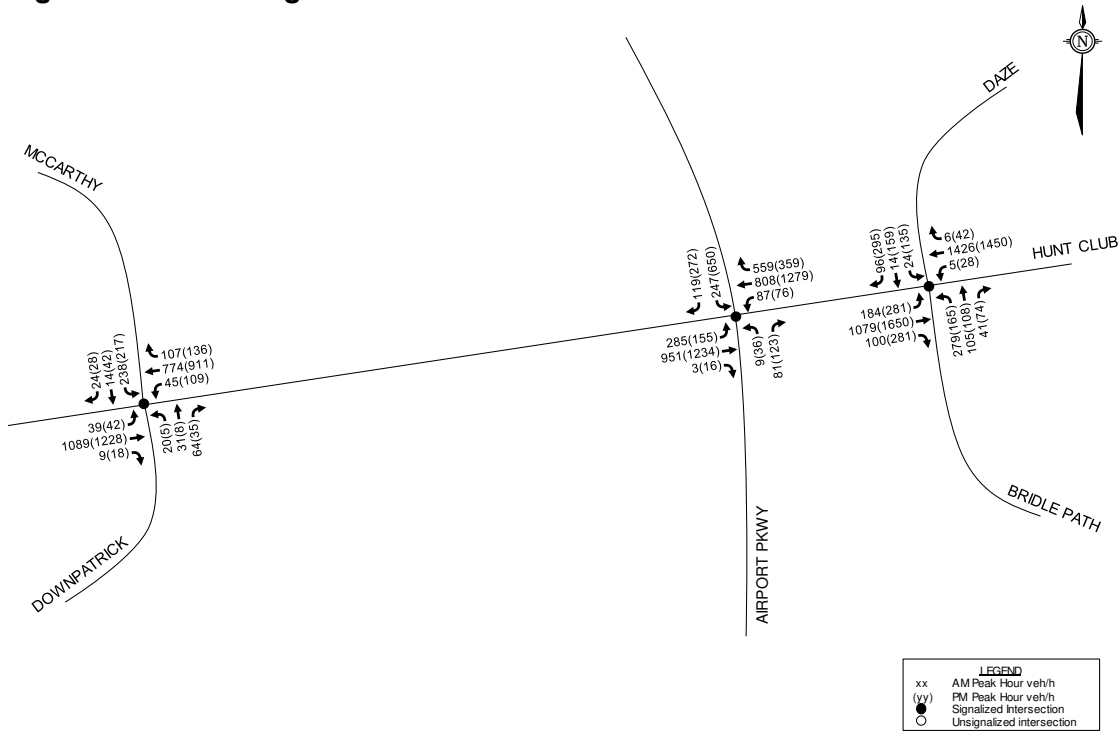 N
DAZE
MCCARTHY
HUNT CLUB
96(295)
14(159)
24(135)
6(42)
1426(1450)
5(28)
119(272)
247(650)
559(359)
808(1279)
87(76)
184(281)
1079(1650)
100(281)
279(165)
105(108)
41(74)
285(155)
951(1234)
3(16)
9(36)
81(123)
24(28)
14(42)
238(217)
107(136)
774(911)
45(109)
39(42)
1089(1228)
9(18)
20(5)
31(8)
64(35)
BRIDLE PATH
DOWNPATRICK
AIRPORT PKWY
LEGEND
xx AM Peak Hour veh/h
(yy) PM Peak Hour veh/h
Signalized Intersection
Unsignalized intersection